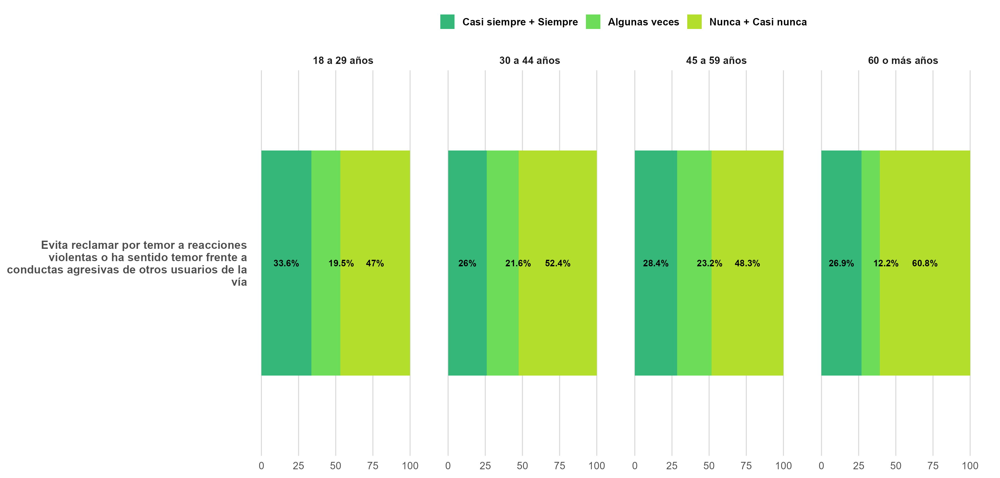 Casi siempre + Siempre Algunas veces Nunca + Casi nunca
18 a 29 años 30 a 44 años 45 a 59 años 60 o más años
Evita reclamar por temor a reacciones
violentas o ha sentido temor frente a
conductas agresivas de otros usuarios de la
vía
33.6% 19.5% 47% 26% 21.6% 52.4% 28.4% 23.2% 48.3% 26.9% 12.2% 60.8%
0 25 50 75 100 0 25 50 75 100 0 25 50 75 100 0 25 50 75 100